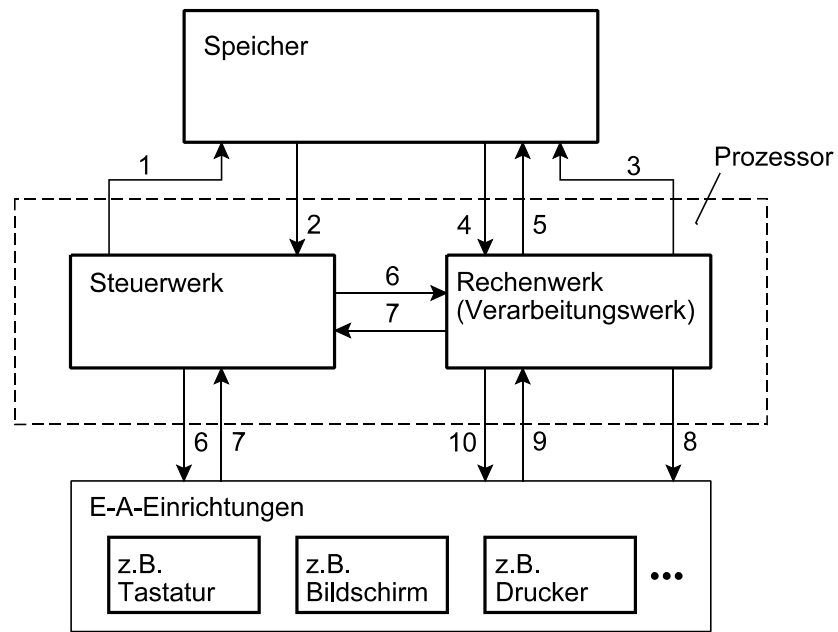 Speicher
1
3
Prozessor
2
4
5
Steuerwerk
6
Rechenwerk
(Verarbeitungswerk)
7
6
7
10
9
8
E-A-Einrichtungen
z.B.
Tastatur
z.B.
Bildschirm
z.B.
Drucker
•••